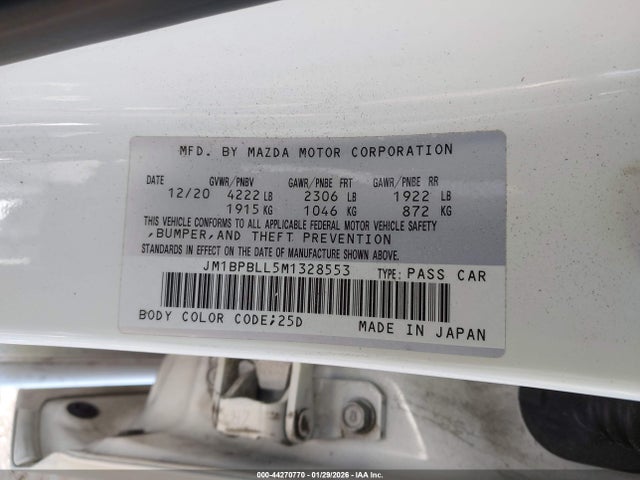 MFD. BY MAZDA MOTOR CORPORATION
DATE GVWR/PNBV GAWR/PNBE FRT GAWR/PNBE RR
12/20 4222 LB 2306 LB 1922 LB
1915 KG 1046 KG 872 KG
THIS VEHICLE CONFORMS TO ALL APPLICABLE FEDERAL MOTOR VEHICLE SAFETY
,BUMPER,AND THEFT PREVENTION
STANDARDS IN EFFECT ON THE DATE OF MANUFACTURE SHOWN ABOVE.
JM1BPBLL5M1328553 TYPE: PASS CAR
BODY COLOR CODE;25D MADE IN JAPAN
000-44270770 - 01/29/2026 - IAA Inc.